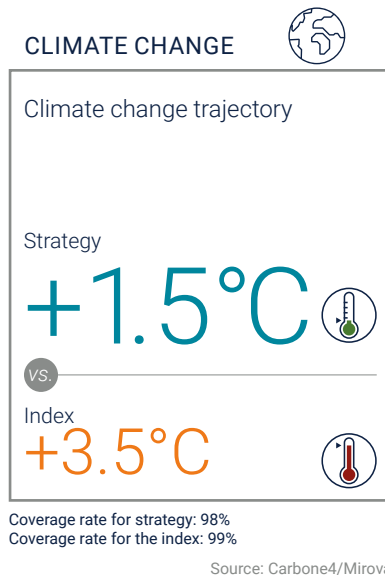 CLIMATE CHANGE
Climate change trajectory
Strategy
+1.5°C
VS.
Index
+3.5°C
Coverage rate for strategy: 98%
Coverage rate for the index: 99%
Source: Carbone4/Mirova